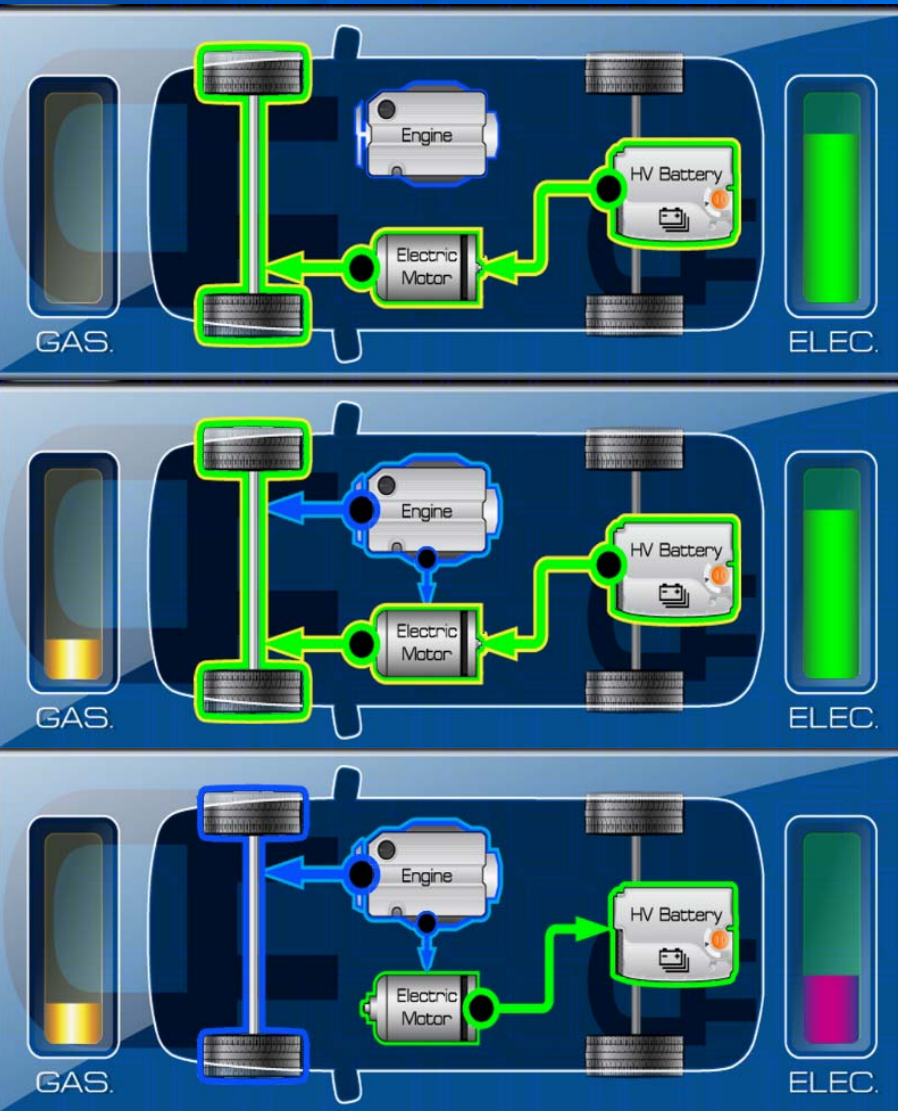 Engine
HV Battery
Electric
Motor
GAS.
ELEC.
Engine
HV Battery
Electric
Motor
GAS.
ELEC.
Engine
HV Battery
Electric
Motor
GAS.
ELEC.